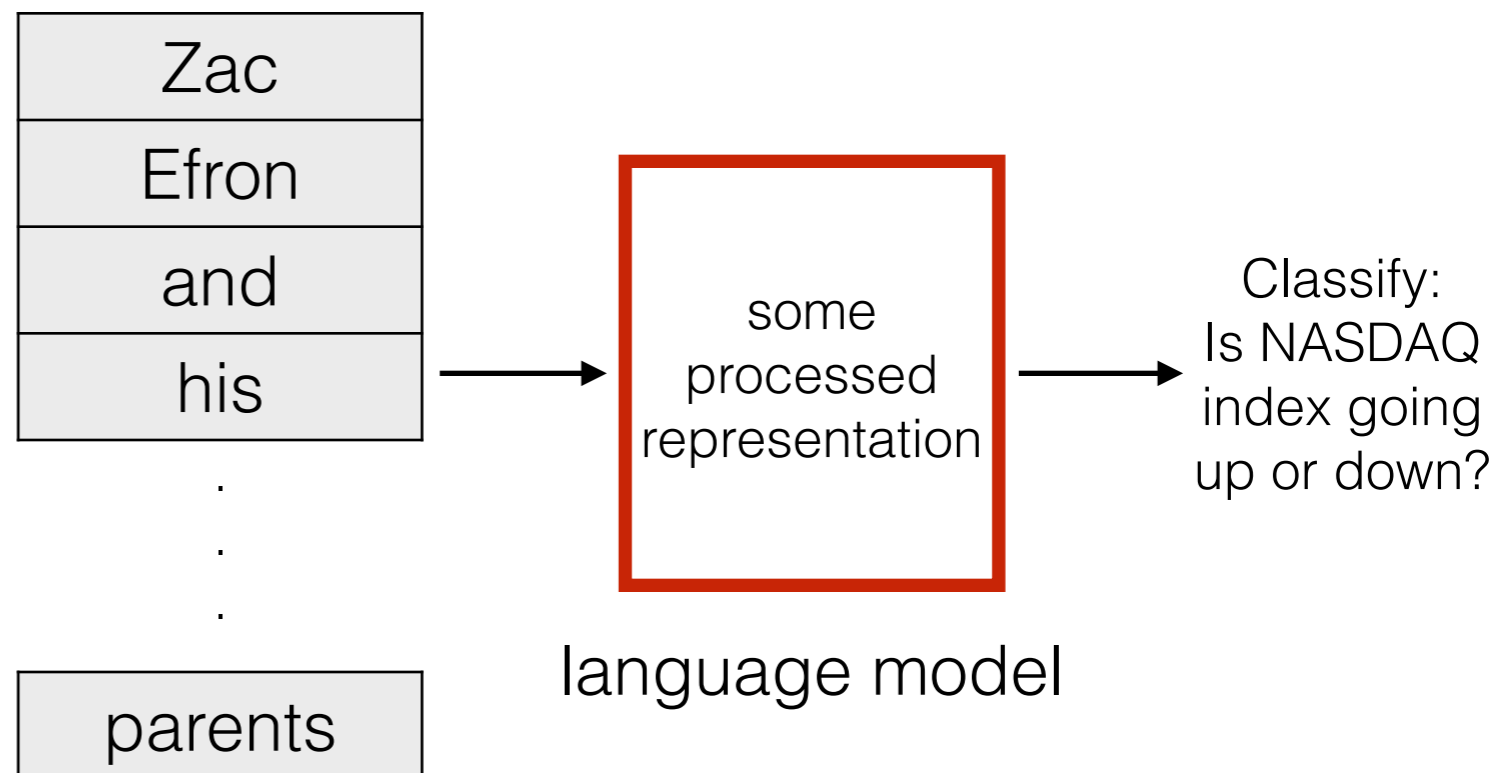 Zac
Efron
and
his
.
.
.
parents
some
processed
representation
language model
Classify:
Is NASDAQ
index going
up or down?